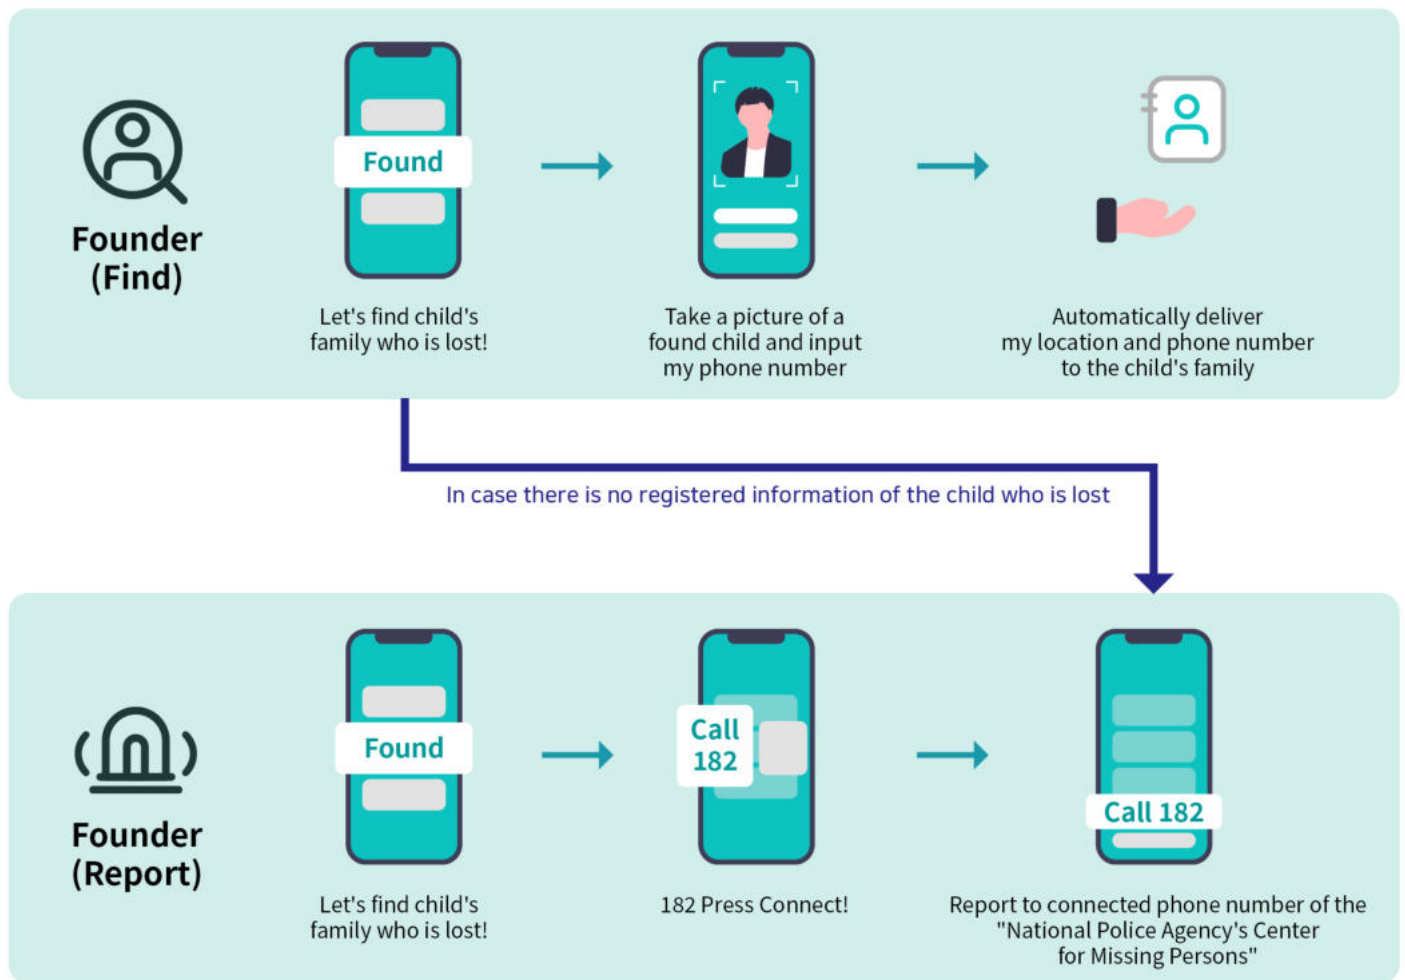 Founder
(Find)
Found
Let's find child's
family who is lost!
Take a picture of a
found child and input
my phone number
Automatically deliver
my location and phone number
to the child's family
In case there is no registered information of the child who is lost
Founder
(Report)
Found
Let's find child's
family who is lost!
Call
182
182 Press Connect!
Call 182
Report to connected phone number of the
"National Police Agency's Center
for Missing Persons"